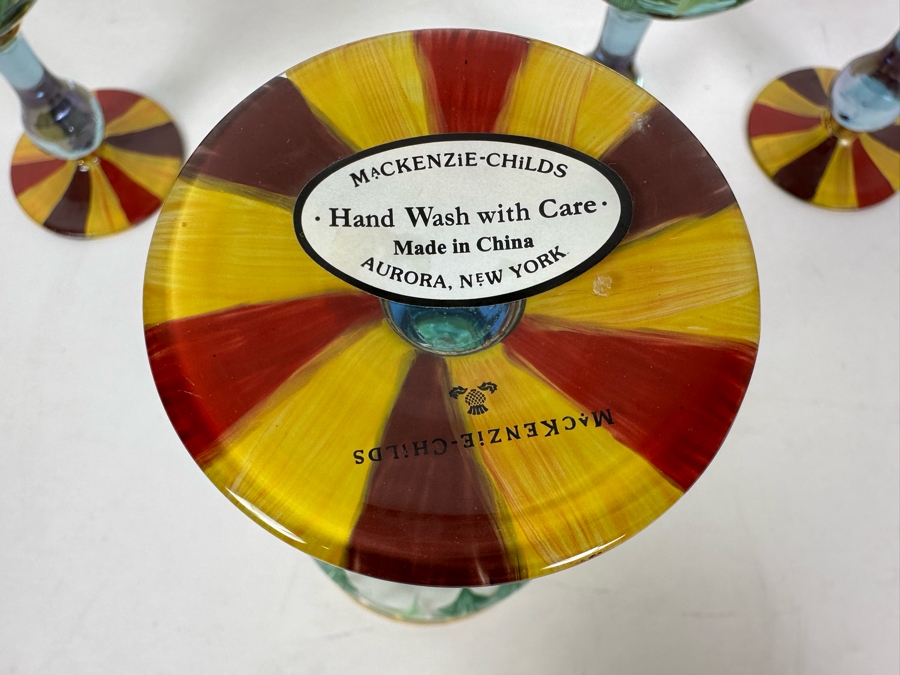 MACKENZiE-CHiLDS
· Hand Wash with Care ·
Made in China
AURORA, NEW YORK
MACKENZiE-CHiLDS